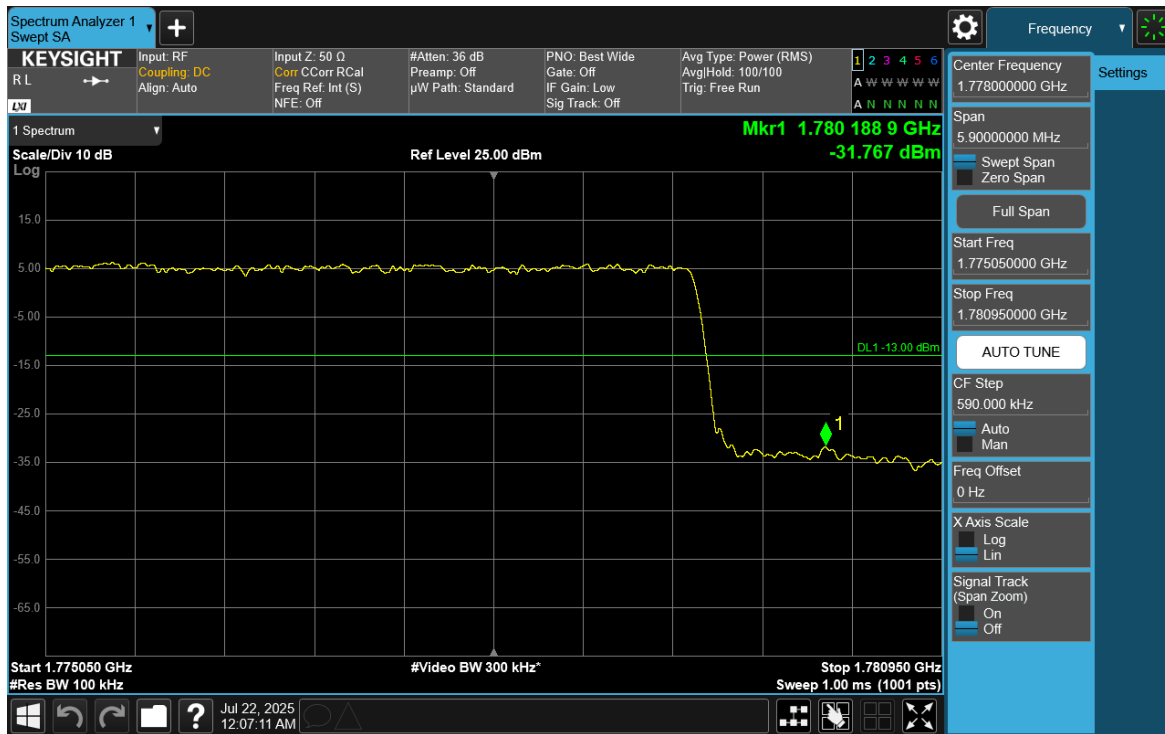 Spectrum Analyzer 1
Swept SA
Frequency
KEYSIGHT
R L
LXI
Input: RF
Coupling: DC
Align: Auto
Input Z: 50 Ω
Corr CCorr RCal
Freq Ref: Int (S)
NFE: Off
#Atten: 36 dB
Preamp: Off
µW Path: Standard
PNO: Best Wide
Gate: Off
IF Gain: Low
Sig Track: Off
Avg Type: Power (RMS)
Avg|Hold: 100/100
Trig: Free Run
1 2 3 4 5 6
A W W W W W
A N N N N N
1 Spectrum
Mkr1 1.780 188 9 GHz
Scale/Div 10 dB
Ref Level 25.00 dBm
-31.767 dBm
Log
15.0
5.00
-5.00
-15.0
-25.0
-35.0
-45.0
-55.0
-65.0
DL1 -13.00 dBm
1
Start 1.775050 GHz
#Video BW 300 kHz*
Stop 1.780950 GHz
#Res BW 100 kHz
Sweep 1.00 ms (1001 pts)
Center Frequency
1.778000000 GHz
Settings
Span
5.90000000 MHz
Swept Span
Zero Span
Full Span
Start Freq
1.775050000 GHz
Stop Freq
1.780950000 GHz
AUTO TUNE
CF Step
590.000 kHz
Auto
Man
Freq Offset
0 Hz
X Axis Scale
Log
Lin
Signal Track
(Span Zoom)
On
Off
?
Jul 22, 2025
12:07:11 AM